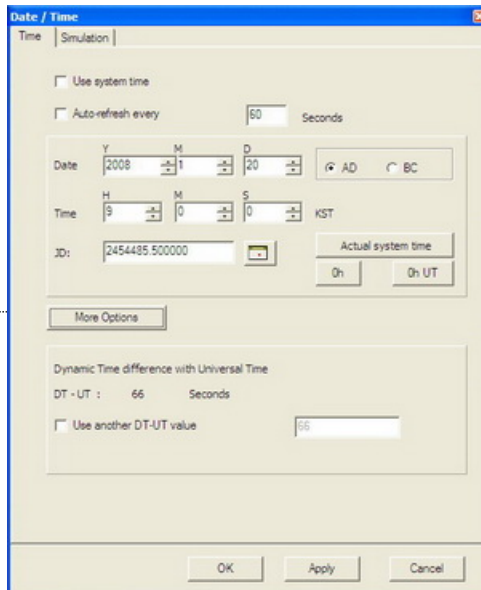 Date / Time
Time Simulation
Use system time
Auto-refresh every 60 Seconds
Y M D
Date 2008 1 20 AD BC
H M S
Time 9 0 0 KST
JD: 2454485.500000 Actual system time
0h 0h UT
More Options
Dynamic Time difference with Universal Time
DT - UT : 66 Seconds
Use another DT-UT value 66
OK Apply Cancel